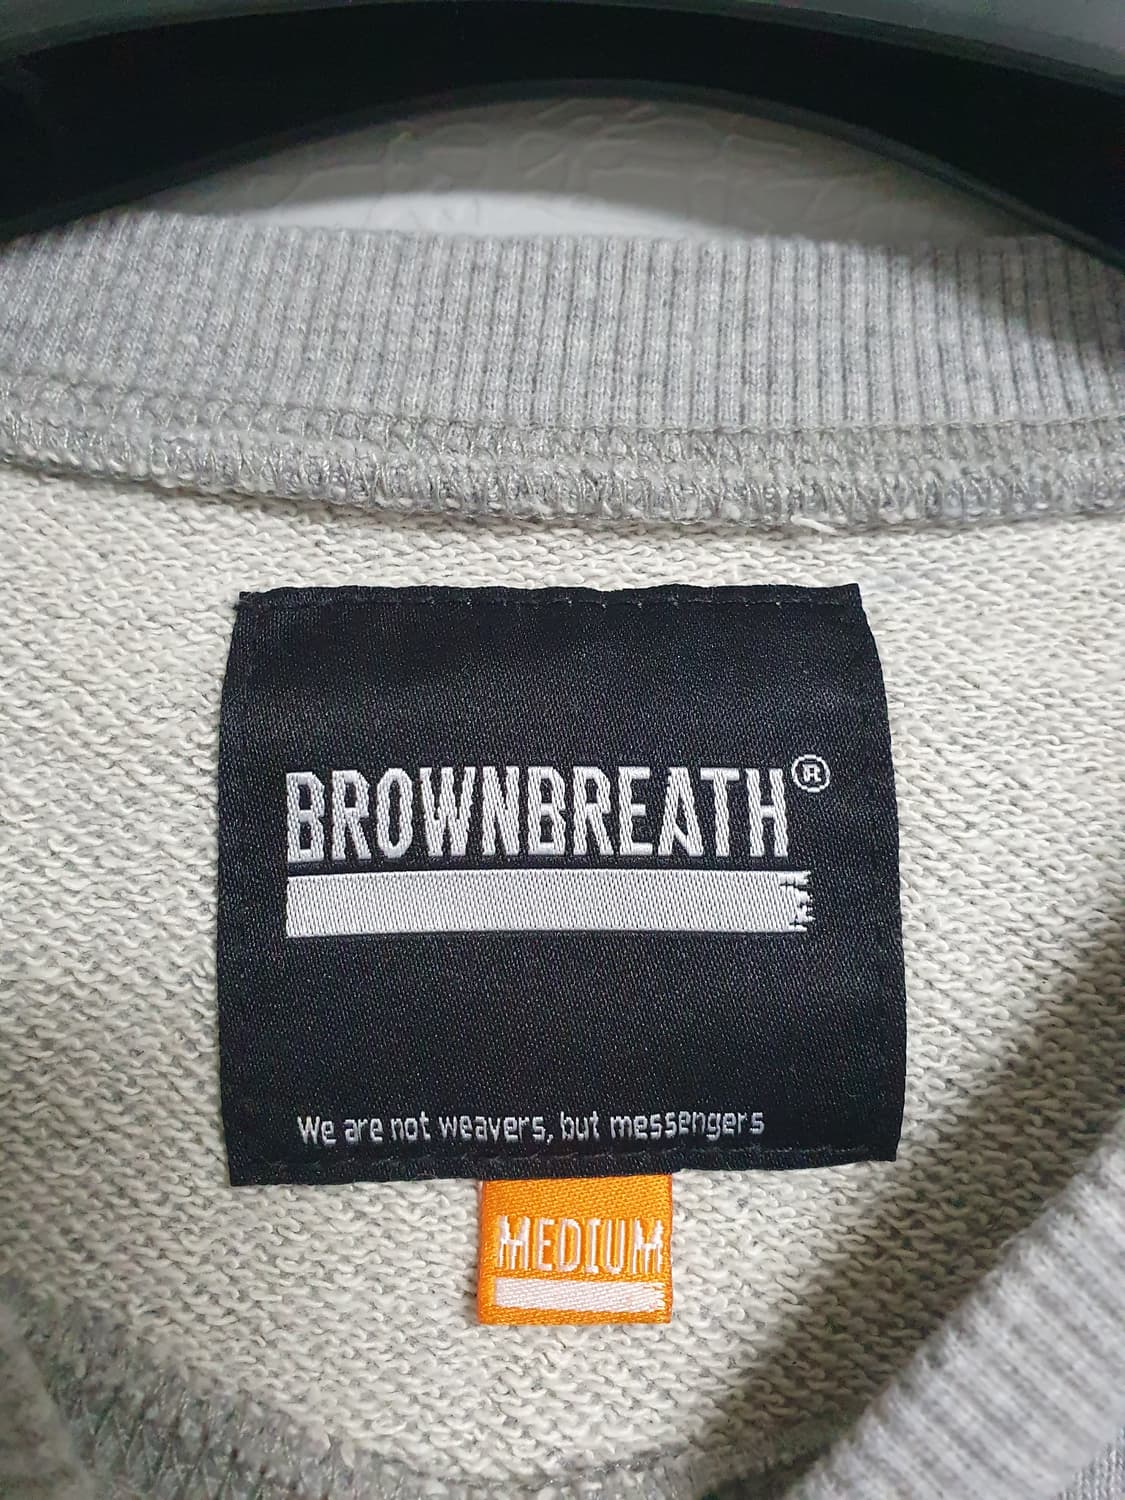 BROWNBREATH®
We are not weavers, but messengers
MEDIUM